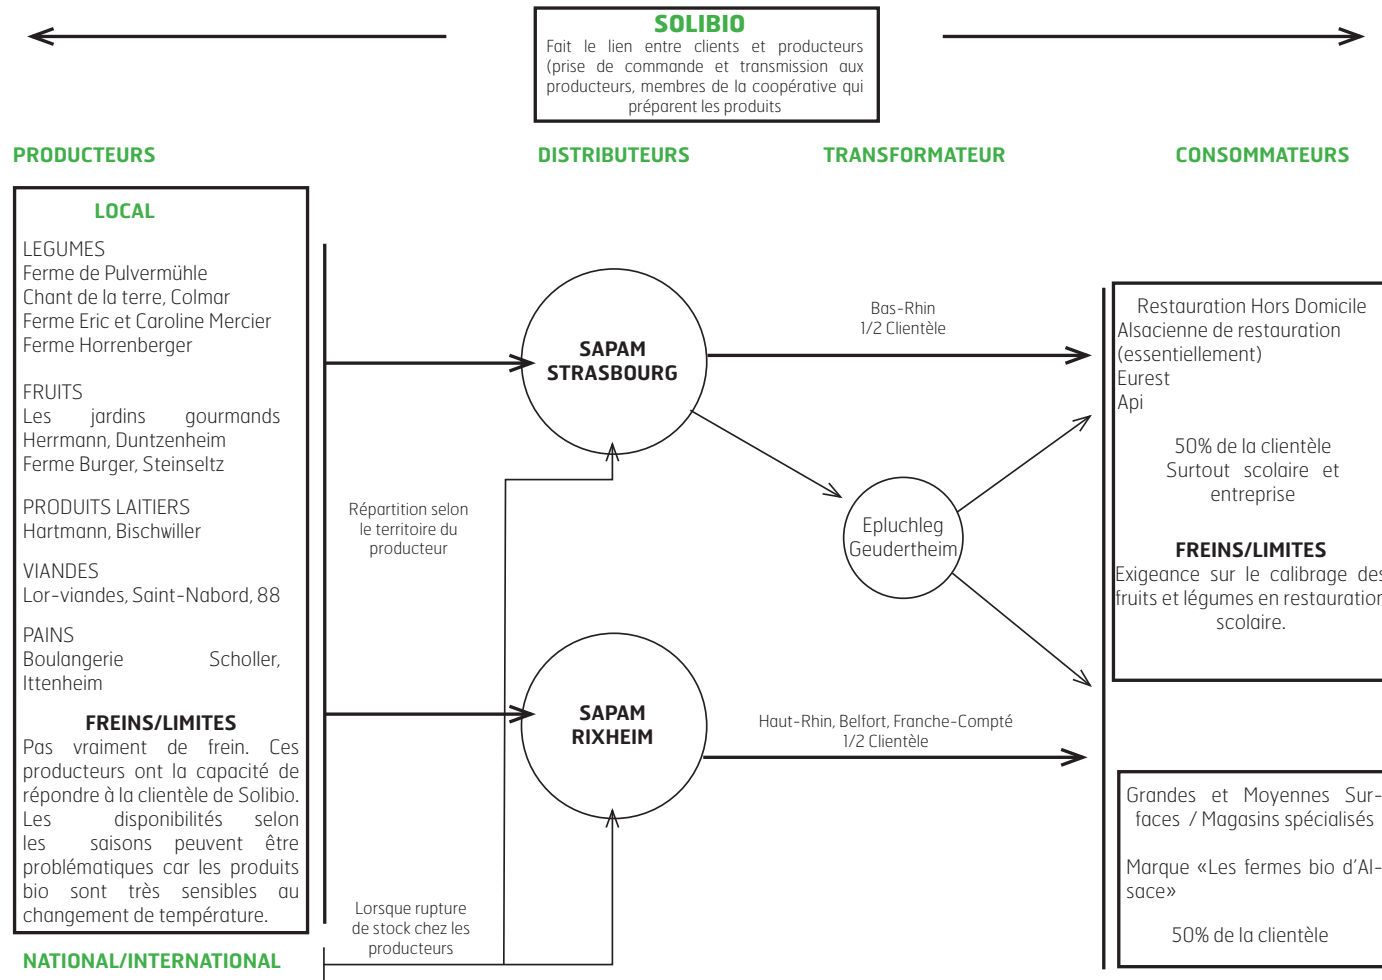 SOLIBIO
Fait le lien entre clients et producteurs
(prise de commande et transmission aux
producteurs, membres de la coopérative qui
préparent les produits
PRODUCTEURS
DISTRIBUTEURS
TRANSFORMATEUR
CONSOMMATEURS
LOCAL
LEGUMES
Ferme de Pulvermühle
Chant de la terre, Colmar
Ferme Eric et Caroline Mercier
Ferme Horrenberger
FRUITS
Les jardins gourmands
Herrmann, Duntzenheim
Ferme Burger, Steinseltz
PRODUITS LAITIERS
Hartmann, Bischwiller
VIANDES
Lor-viandes, Saint-Nabord, 88
PAINS
Boulangerie Scholler,
Ittenheim
FREINS/LIMITES
Pas vraiment de frein. Ces
producteurs ont la capacité de
répondre à la clientèle de Solibio.
Les disponibilités selon
les saisons peuvent être
problématiques car les produits
bio sont très sensibles au
changement de température.
NATIONAL/INTERNATIONAL
Répartition selon
le territoire du
producteur
Lorsque rupture
de stock chez les
producteurs
SAPAM
STRASBOURG
SAPAM
RIXHEIM
Bas-Rhin
1/2 Clientèle
Epluchleg
Geudertheim
Haut-Rhin, Belfort, Franche-Compté
1/2 Clientèle
Restauration Hors Domicile
Alsacienne de restauration
(essentiellement)
Eurest
Api
50% de la clientèle
Surtout scolaire et
entreprise
FREINS/LIMITES
Exigeance sur le calibrage des
fruits et légumes en restauration
scolaire.
Grandes et Moyennes Sur-
faces / Magasins spécialisés
Marque «Les fermes bio d'Al-
sace»
50% de la clientèle